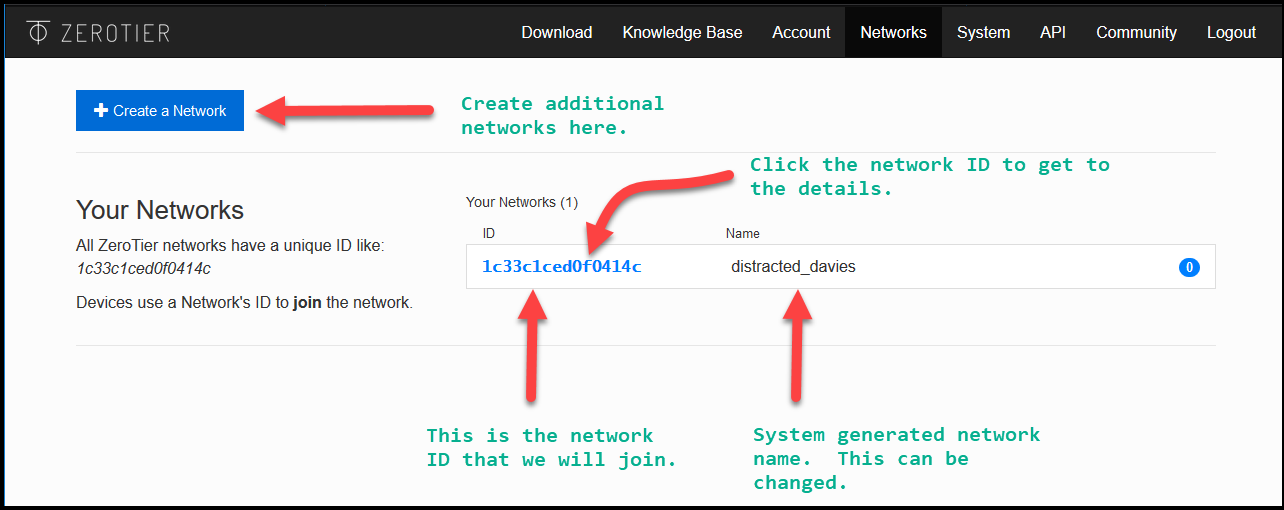 ZEROTIER
Download Knowledge Base Account Networks System API Community Logout
Create a Network
Create additional
networks here.
Click the network ID to get to
the details.
Your Networks
All ZeroTier networks have a unique ID like:
1c33c1ced0f0414c
Devices use a Network's ID to join the network.
Your Networks (1)
ID Name
1c33c1ced0f0414c distracted_davies 0
This is the network
ID that we will join.
System generated network
name.  This can be
changed.